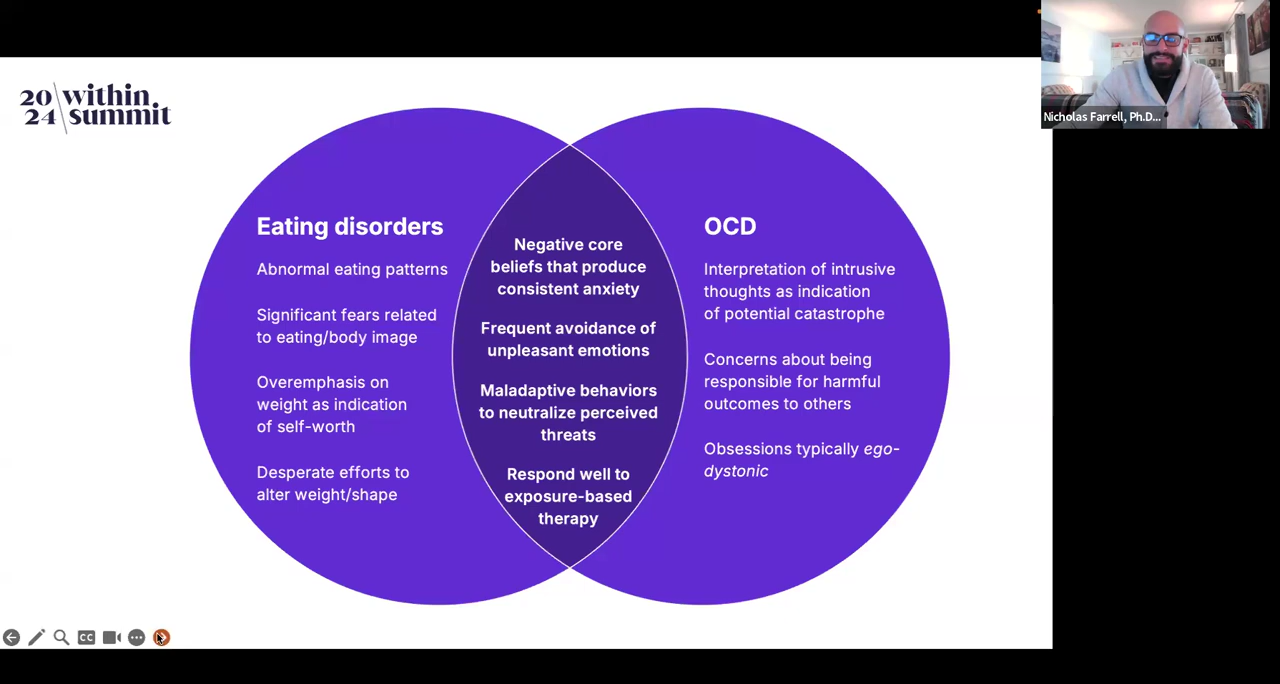 20 within
24 summit
Nicholas Farrell, Ph.D...
Eating disorders
Abnormal eating patterns
Significant fears related
to eating/body image
Overemphasis on
weight as indication
of self-worth
Desperate efforts to
alter weight/shape
Negative core
beliefs that produce
consistent anxiety
Frequent avoidance of
unpleasant emotions
Maladaptive behaviors
to neutralize perceived
threats
Respond well to
exposure-based
therapy
OCD
Interpretation of intrusive
thoughts as indication
of potential catastrophe
Concerns about being
responsible for harmful
outcomes to others
Obsessions typically ego-
dystonic
CC